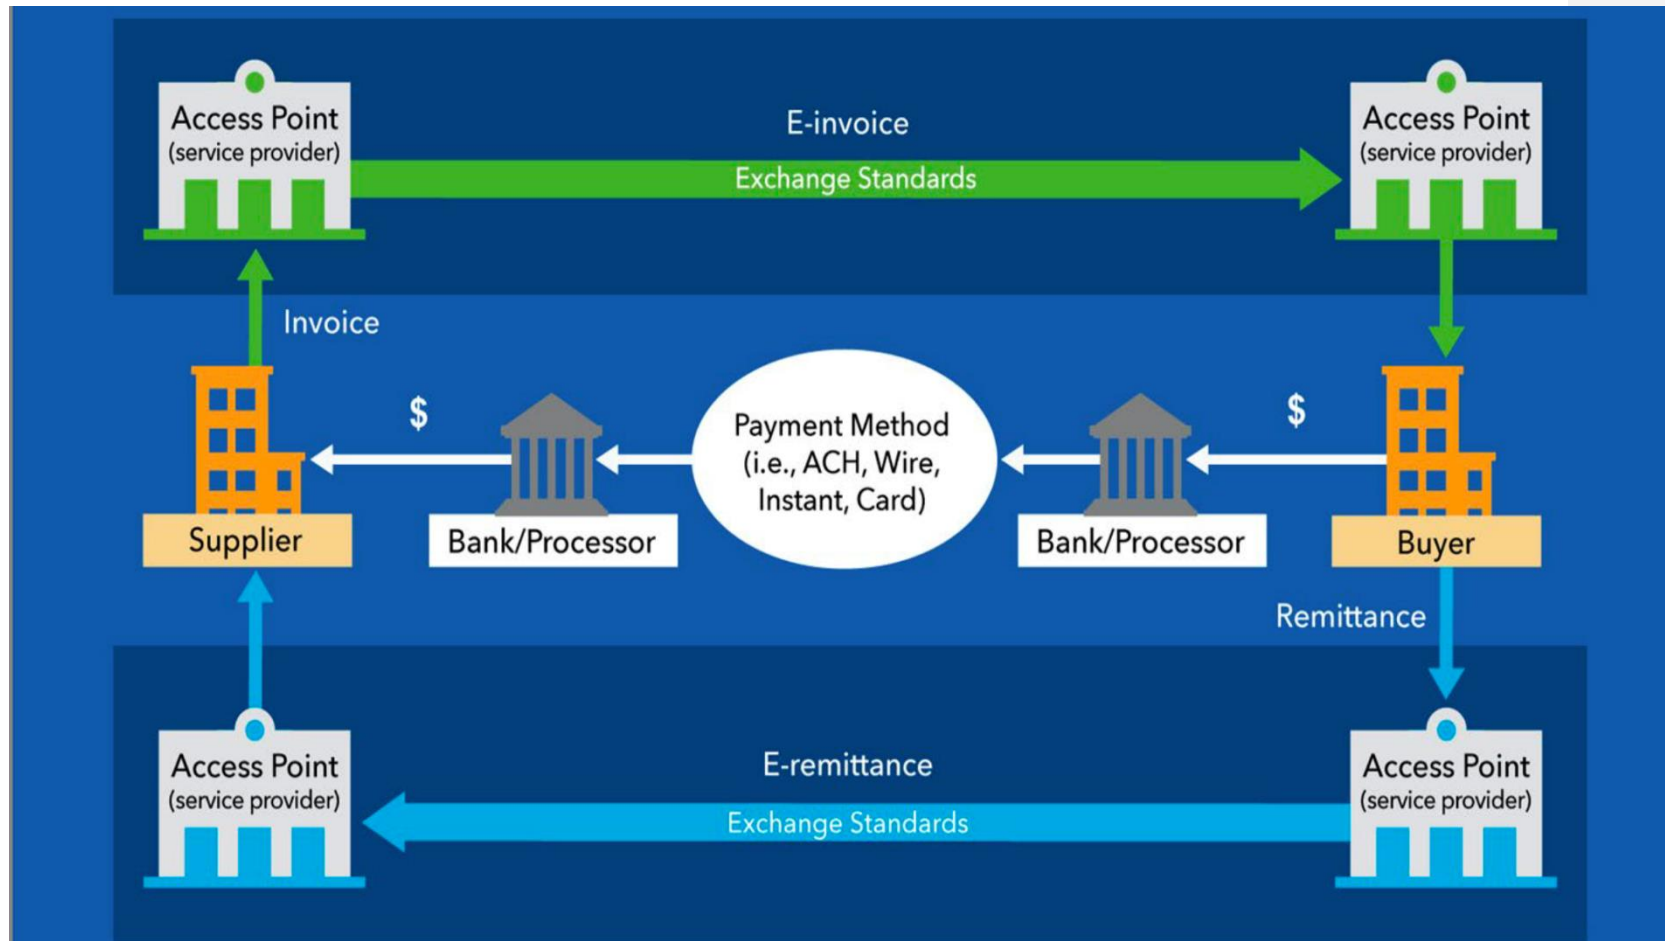 Access Point
(service provider)
E-invoice
Exchange Standards
Access Point
(service provider)
Invoice
$
Payment Method
(i.e., ACH, Wire,
Instant, Card)
$
Supplier
Bank/Processor
Bank/Processor
Buyer
Remittance
Access Point
(service provider)
E-remittance
Exchange Standards
Access Point
(service provider)